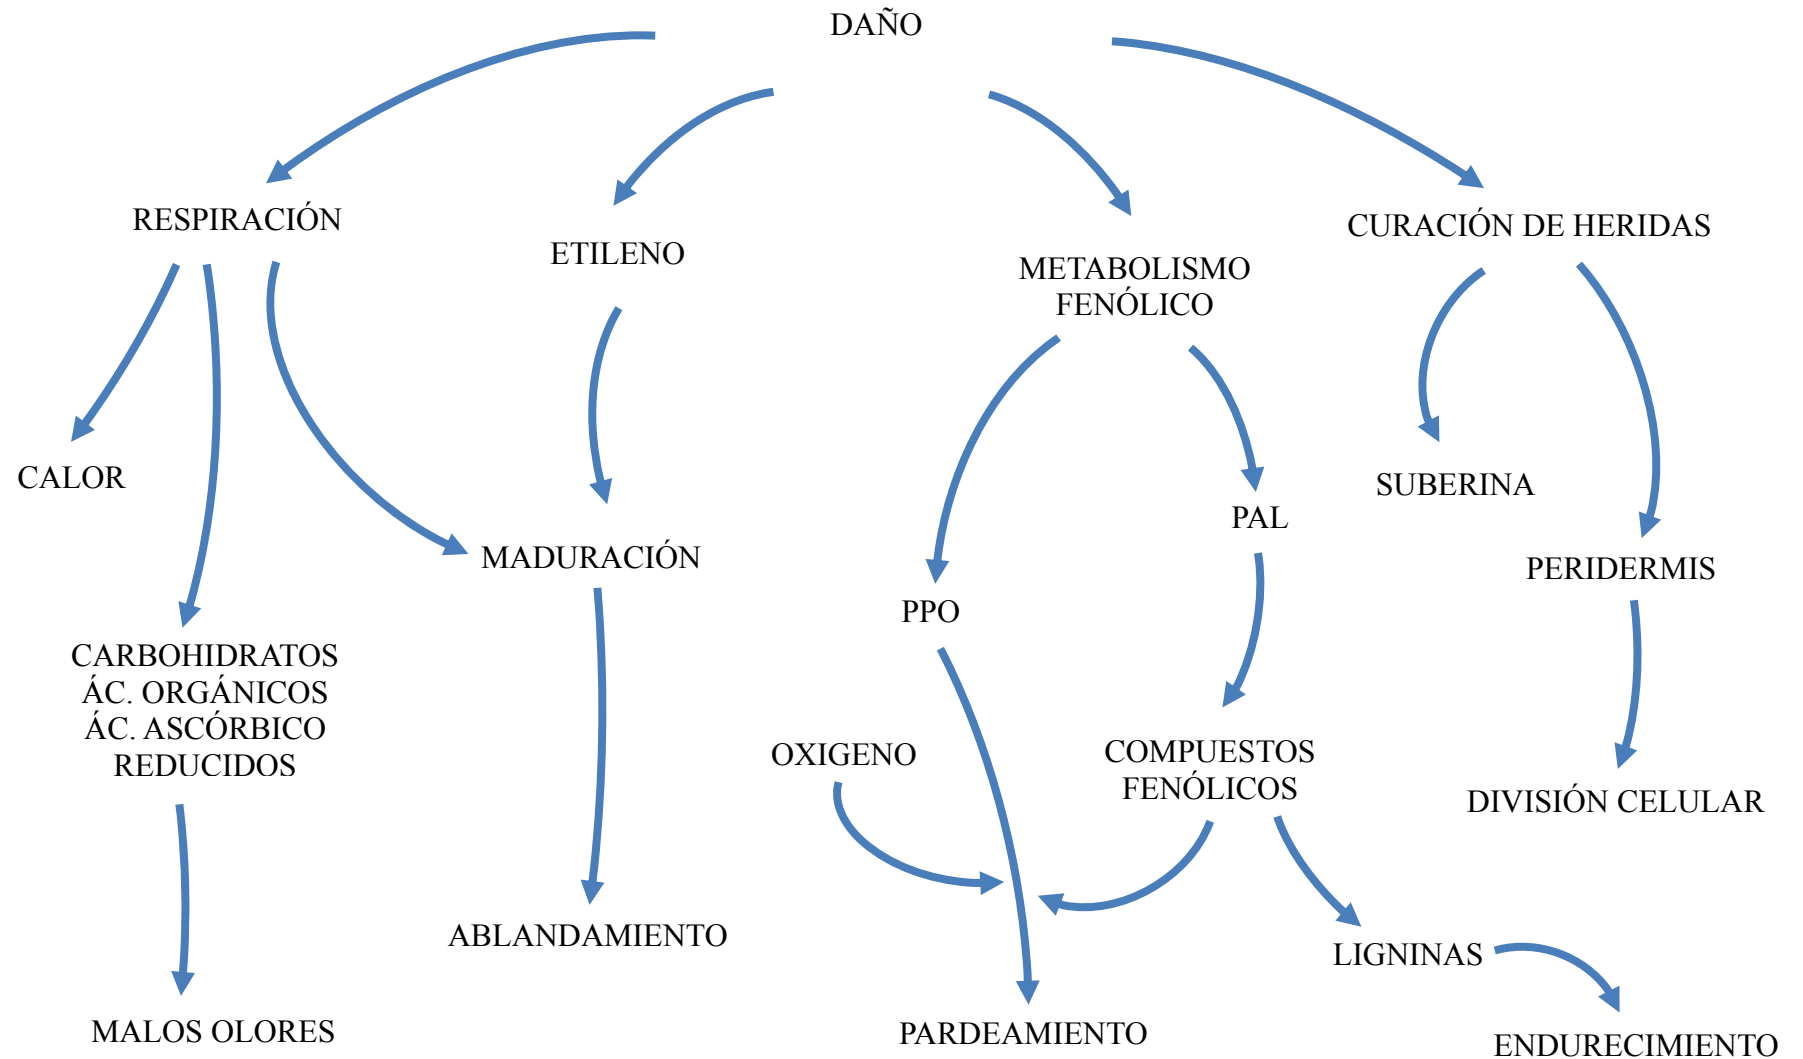 DAÑO
RESPIRACIÓN
ETILENO
METABOLISMO
FENÓLICO
CURACIÓN DE HERIDAS
CALOR
MADURACIÓN
PAL
SUBERINA
PERIDERMIS
PPO
CARBOHIDRATOS
ÁC. ORGÁNICOS
ÁC. ASCÓRBICO
REDUCIDOS
OXIGENO
COMPUESTOS
FENÓLICOS
DIVISIÓN CELULAR
ABLANDAMIENTO
LIGNINAS
MALOS OLORES
PARDEAMIENTO
ENDURECIMIENTO